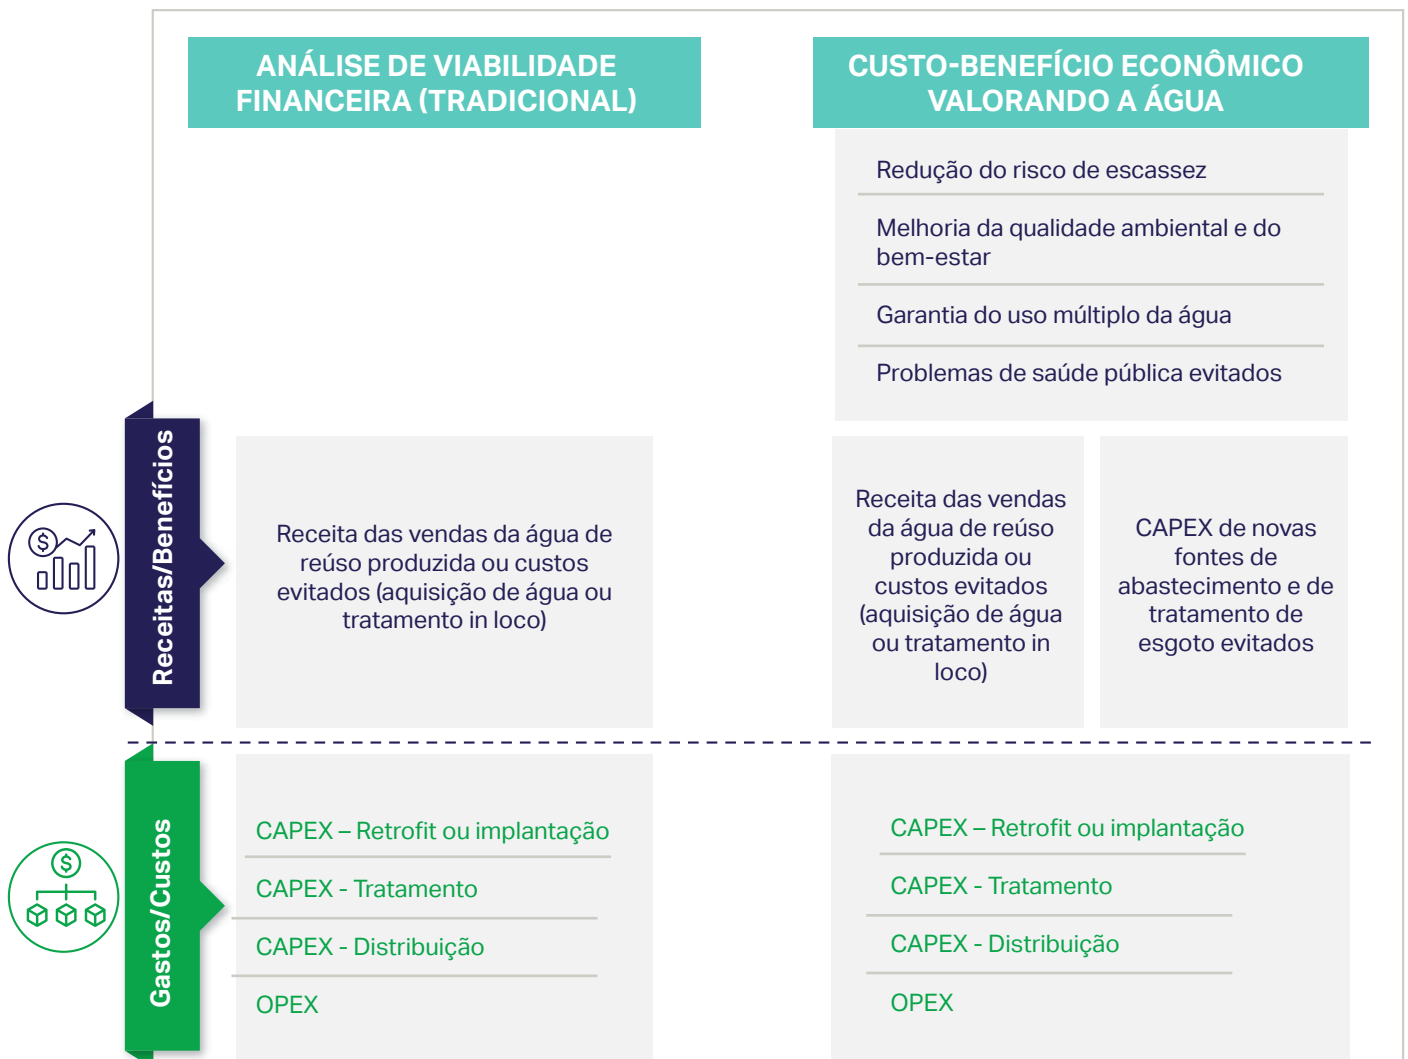 ANÁLISE DE VIABILIDADE
FINANCEIRA (TRADICIONAL)
CUSTO-BENEFÍCIO ECONÔMICO
VALORANDO A ÁGUA
Redução do risco de escassez
Melhoria da qualidade ambiental e do
bem-estar
Garantia do uso múltiplo da água
Problemas de saúde pública evitados
Receitas/Benefícios
Receita das vendas da água de
reúso produzida ou custos
evitados (aquisição de água ou
tratamento in loco)
Receita das vendas
da água de reúso
produzida ou
custos evitados
(aquisição de água
ou tratamento in
loco)
CAPEX de novas
fontes de
abastecimento e de
tratamento de
esgoto evitados
Gastos/Custos
CAPEX – Retrofit ou implantação
CAPEX - Tratamento
CAPEX - Distribuição
OPEX
CAPEX – Retrofit ou implantação
CAPEX - Tratamento
CAPEX - Distribuição
OPEX